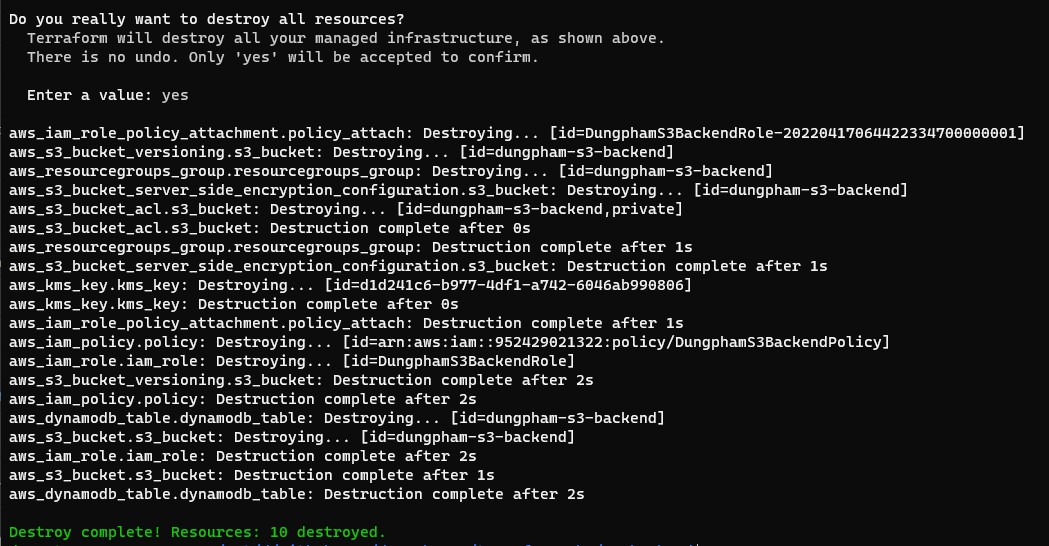 Do you really want to destroy all resources?
Terraform will destroy all your managed infrastructure, as shown above.
There is no undo. Only 'yes' will be accepted to confirm.
Enter a value: yes
aws_iam_role_policy_attachment.policy_attach: Destroying... [id=DungphamS3BackendRole-20220417064422334700000001]
aws_s3_bucket_versioning.s3_bucket: Destroying... [id=dungpham-s3-backend]
aws_resourcegroups_group.resourcegroups_group: Destroying... [id=dungpham-s3-backend]
aws_s3_bucket_server_side_encryption_configuration.s3_bucket: Destroying... [id=dungpham-s3-backend]
aws_s3_bucket_acl.s3_bucket: Destroying... [id=dungpham-s3-backend,private]
aws_s3_bucket_acl.s3_bucket: Destruction complete after 0s
aws_resourcegroups_group.resourcegroups_group: Destruction complete after 1s
aws_s3_bucket_server_side_encryption_configuration.s3_bucket: Destruction complete after 1s
aws_kms_key.kms_key: Destroying... [id=d1d241c6-b977-4df1-a742-6046ab990806]
aws_kms_key.kms_key: Destruction complete after 0s
aws_iam_role_policy_attachment.policy_attach: Destruction complete after 1s
aws_iam_policy.policy: Destroying... [id=arn:aws:iam::952429021322:policy/DungphamS3BackendPolicy]
aws_iam_role.iam_role: Destroying... [id=DungphamS3BackendRole]
aws_s3_bucket_versioning.s3_bucket: Destruction complete after 2s
aws_iam_policy.policy: Destruction complete after 2s
aws_dynamodb_table.dynamodb_table: Destroying... [id=dungpham-s3-backend]
aws_s3_bucket.s3_bucket: Destroying... [id=dungpham-s3-backend]
aws_iam_role.iam_role: Destruction complete after 2s
aws_s3_bucket.s3_bucket: Destruction complete after 1s
aws_dynamodb_table.dynamodb_table: Destruction complete after 2s
Destroy complete! Resources: 10 destroyed.